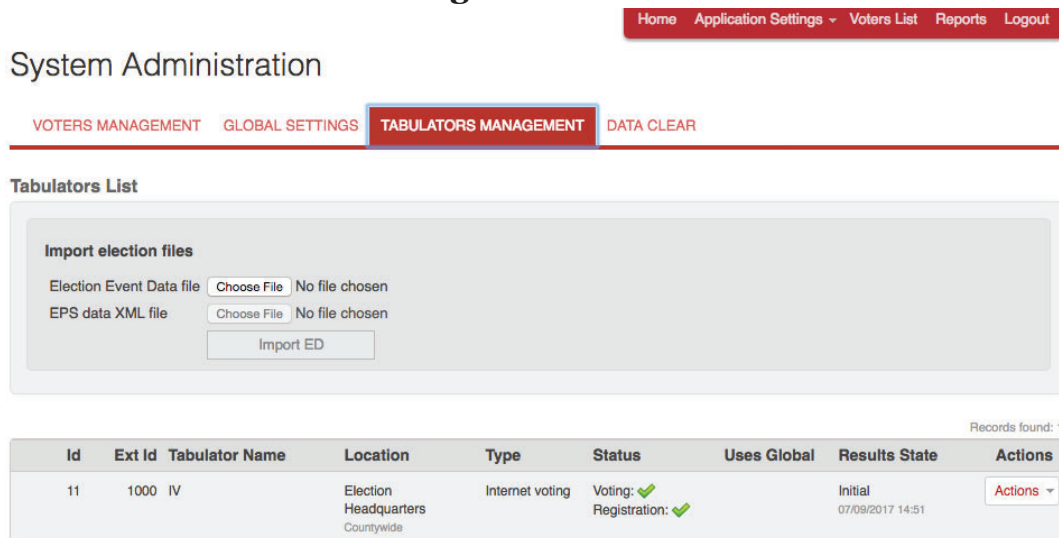 Home Application Settings Voters List Reports Logout
System Administration
VOTERS MANAGEMENT GLOBAL SETTINGS TABULATORS MANAGEMENT DATA CLEAR
Tabulators List
Import election files
Election Event Data file Choose File No file chosen
EPS data XML file Choose File No file chosen
Import ED
Records found:
Id Ext Id Tabulator Name Location Type Status Uses Global Results State Actions
11 1000 IV Election Internet voting Voting: Initial Actions
Headquarters Registration: 07/09/2017 14:51
Countywide